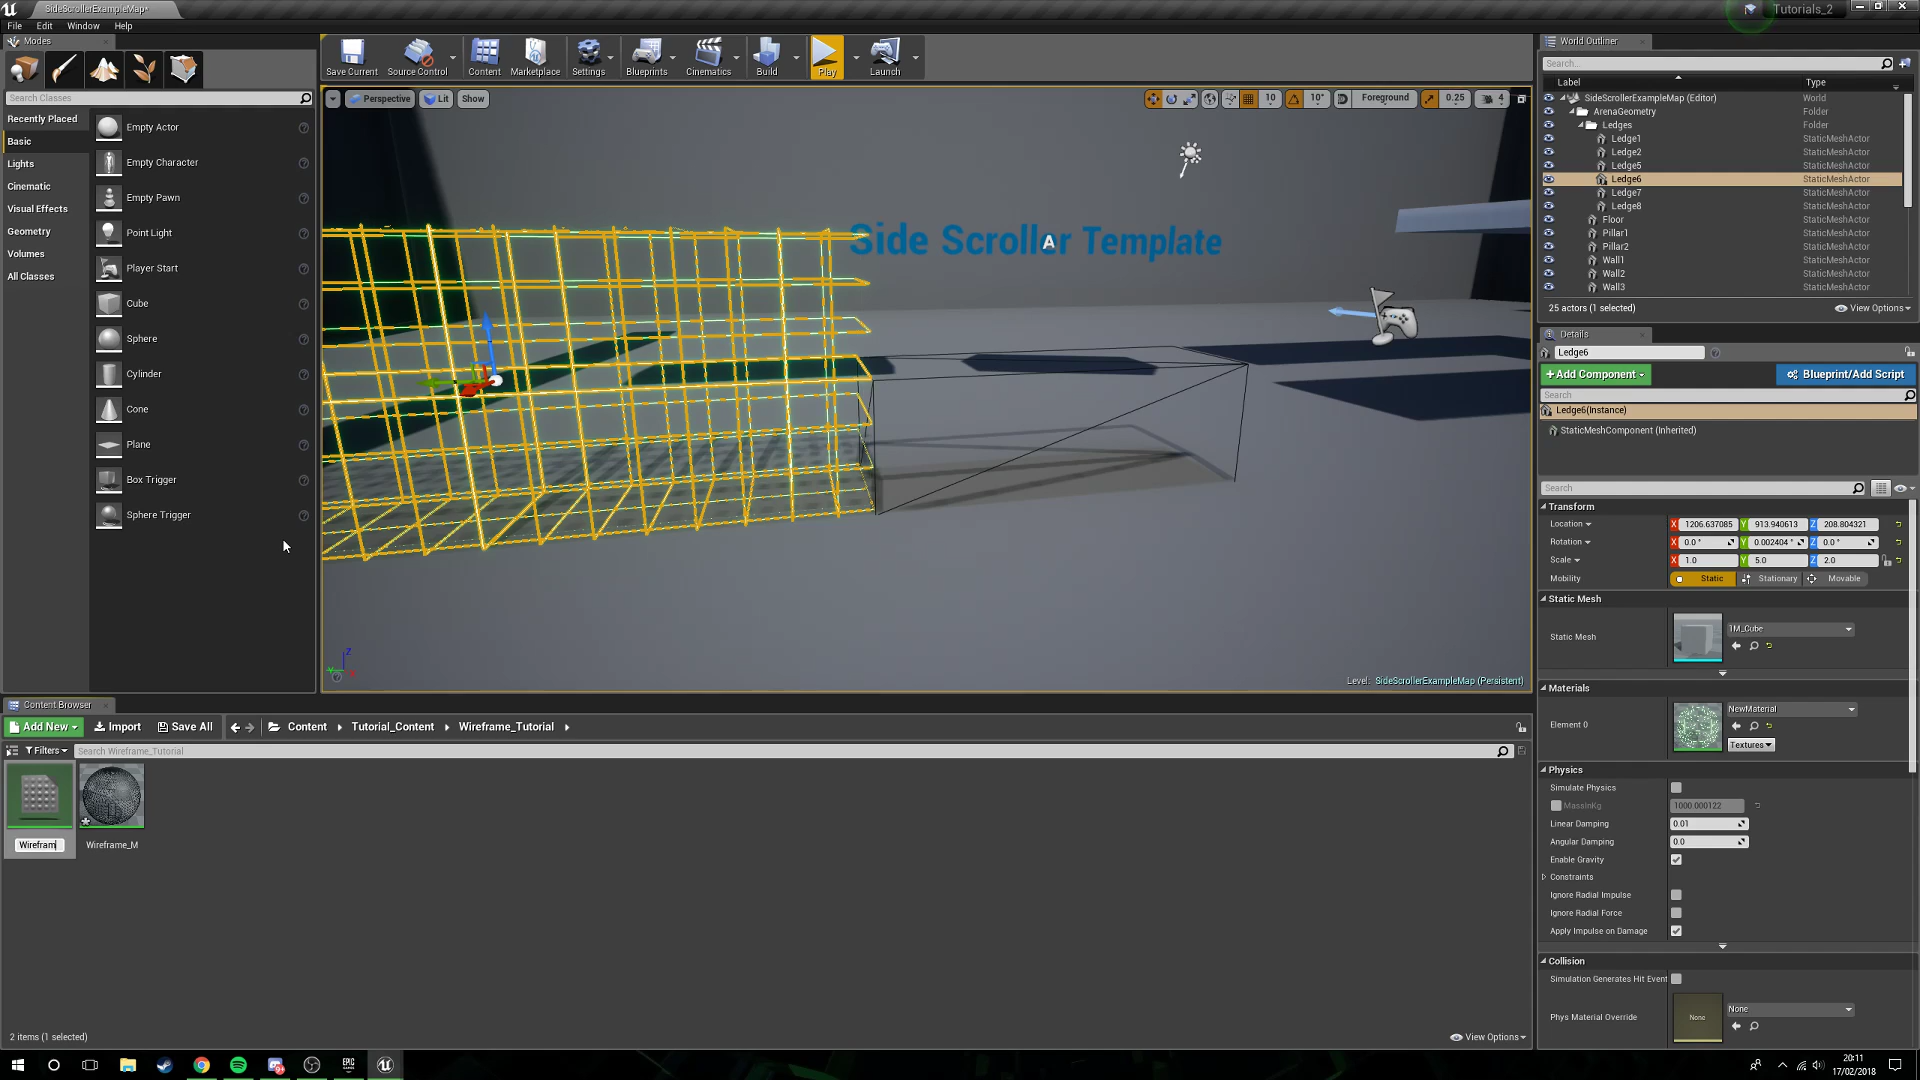 SideScrollerExampleMap*
Tutorials_2
File Edit Window Help
Modes
World Outliner
Save Current
Source Control
Content
Marketplace
Settings
Blueprints
Cinematics
Build
Play
Launch
Search...
Label
Type
Search Classes
Perspective
Lit
Show
10
10°
Foreground
0.25
4
SideScrollerExampleMap (Editor) World
ArenaGeometry Folder
Ledges Folder
Ledge1 StaticMeshActor
Ledge2 StaticMeshActor
Ledge5 StaticMeshActor
Ledge6 StaticMeshActor
Ledge7 StaticMeshActor
Ledge8 StaticMeshActor
Floor StaticMeshActor
Pillar1 StaticMeshActor
Pillar2 StaticMeshActor
Wall1 StaticMeshActor
Wall2 StaticMeshActor
Wall3 StaticMeshActor
25 actors (1 selected)
View Options
Recently Placed
Basic
Lights
Cinematic
Visual Effects
Geometry
Volumes
All Classes
Empty Actor
Empty Character
Empty Pawn
Point Light
Player Start
Cube
Sphere
Cylinder
Cone
Plane
Box Trigger
Sphere Trigger
Side Scroller Template
A
Z
Level: SideScrollerExampleMap (Persistent)
Details
Ledge6
+Add Component
Blueprint/Add Script
Search
Ledge6(Instance)
StaticMeshComponent (Inherited)
Search
Transform
Location X 1206.637085 Y 913.940613 Z 208.804321
Rotation X 0.0 ° Y 0.002404 ° Z 0.0 °
Scale X 1.0 Y 5.0 Z 2.0
Mobility Static Stationary Movable
Static Mesh
Static Mesh 1M_Cube
Materials
Element 0 NewMaterial
Textures
Physics
Simulate Physics
MassInKg 1000.000122
Linear Damping 0.01
Angular Damping 0.0
Enable Gravity
Constraints
Ignore Radial Impulse
Ignore Radial Force
Apply Impulse on Damage
Collision
Simulation Generates Hit Event
Phys Material Override None None
Content Browser
Add New
Import
Save All
Content
Tutorial_Content
Wireframe_Tutorial
Filters
Search Wireframe_Tutorial
Wirefram
Wireframe_M
2 items (1 selected)
View Options
EPIC
20:11
17/02/2018